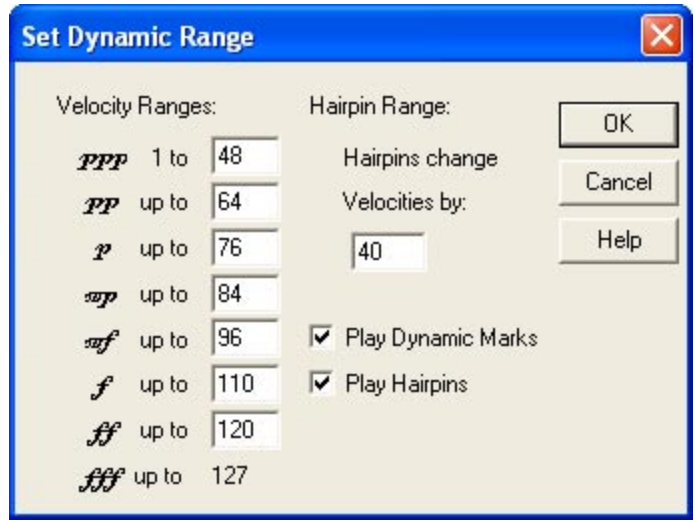 Set Dynamic Range
Velocity Ranges:
ppp 1 to 48
pp up to 64
p up to 76
mp up to 84
mf up to 96
f up to 110
ff up to 120
fff up to 127
Hairpin Range:
Hairpins change
Velocities by:
40
Play Dynamic Marks
Play Hairpins
OK
Cancel
Help